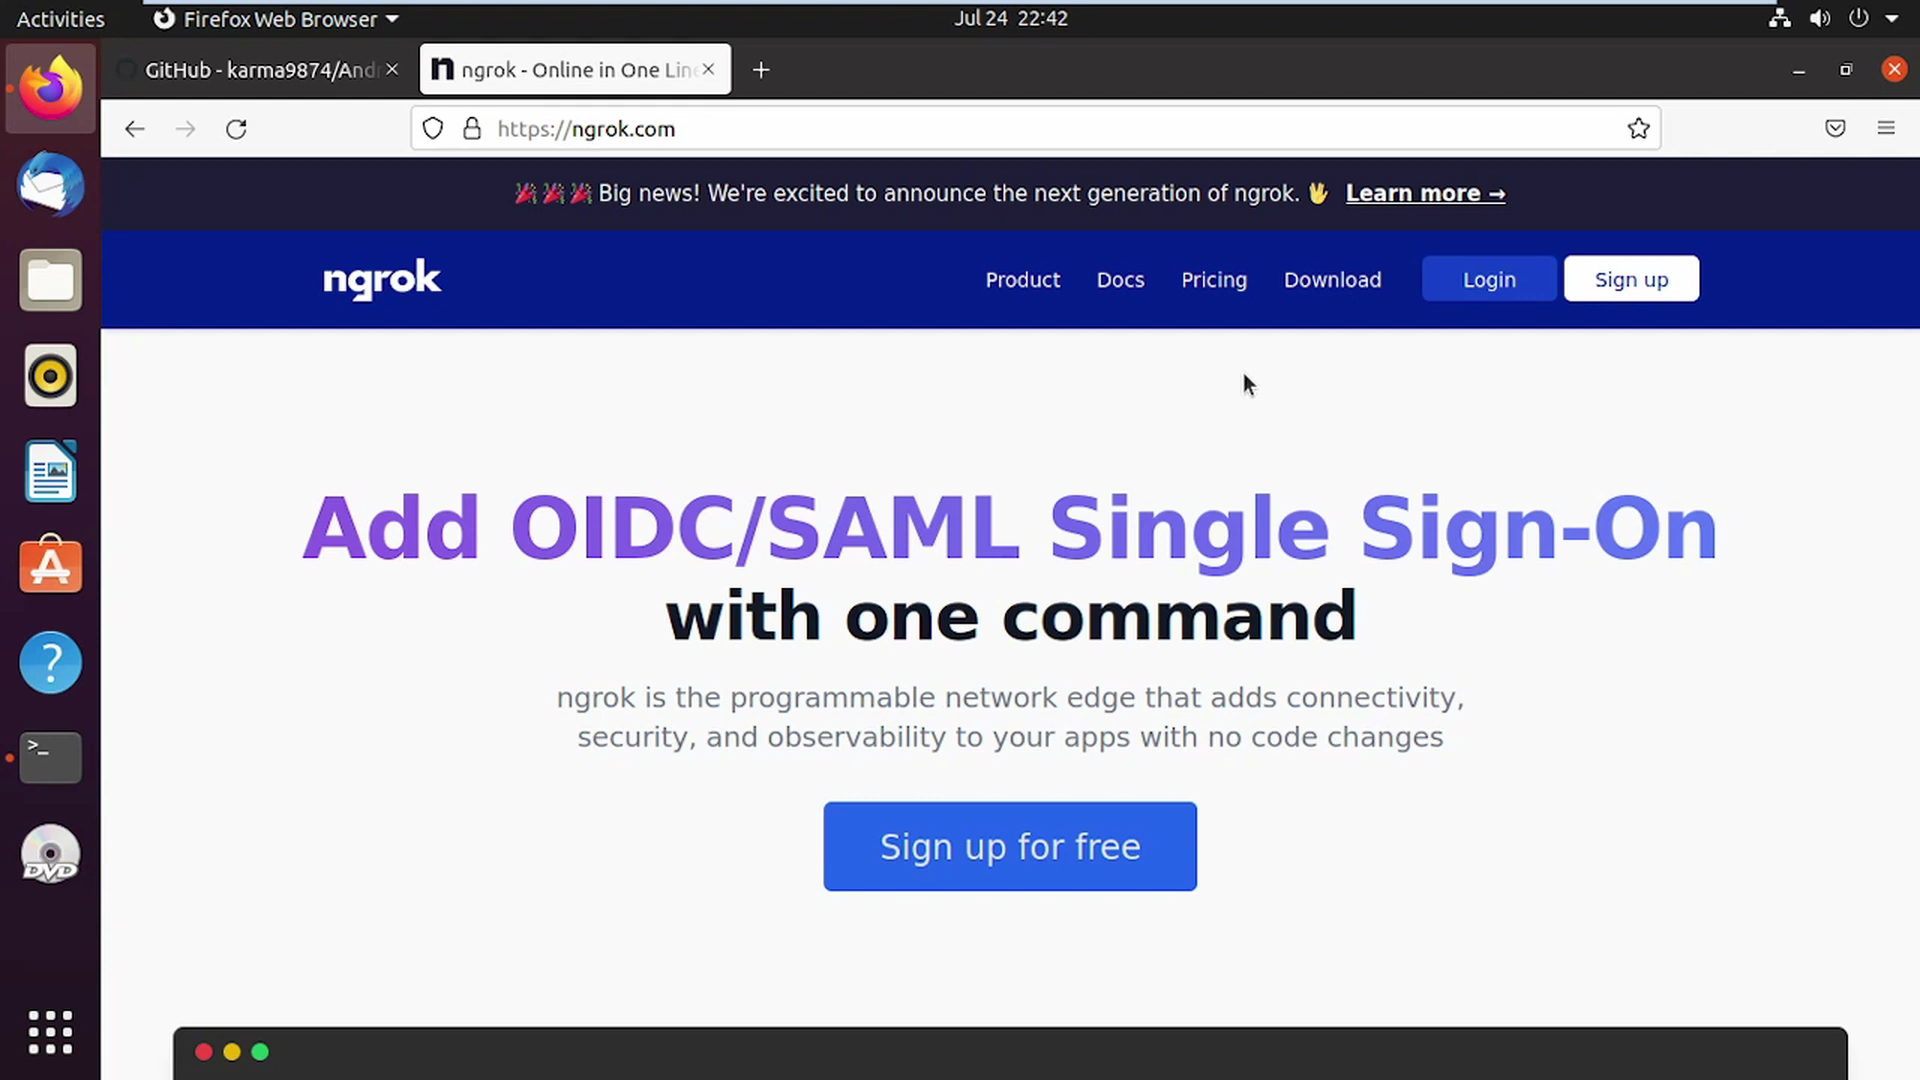 Activities
Firefox Web Browser
Jul 24 22:42
GitHub - karma9874/And
ngrok - Online in One Lin
https://ngrok.com
Big news! We're excited to announce the next generation of ngrok. Learn more →
ngrok
Product
Docs
Pricing
Download
Login
Sign up
Add OIDC/SAML Single Sign-On
with one command
ngrok is the programmable network edge that adds connectivity,
security, and observability to your apps with no code changes
Sign up for free
>_
DVD